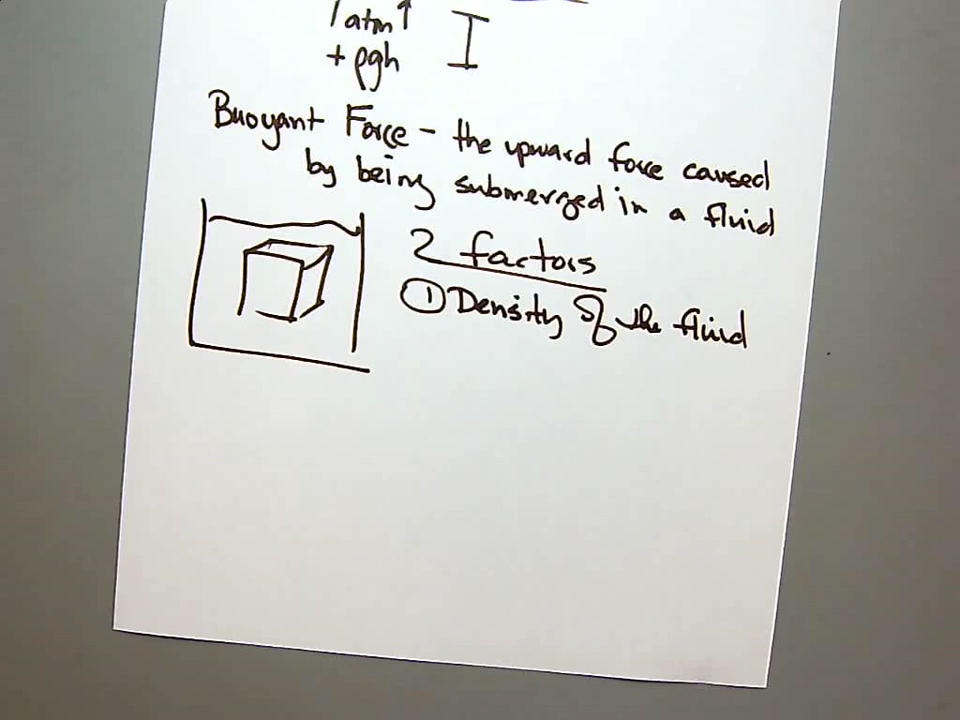 atm↑
+ ρgh
Buoyant Force - the upward force caused
by being submerged in a fluid
2 factors
① Density of the fluid